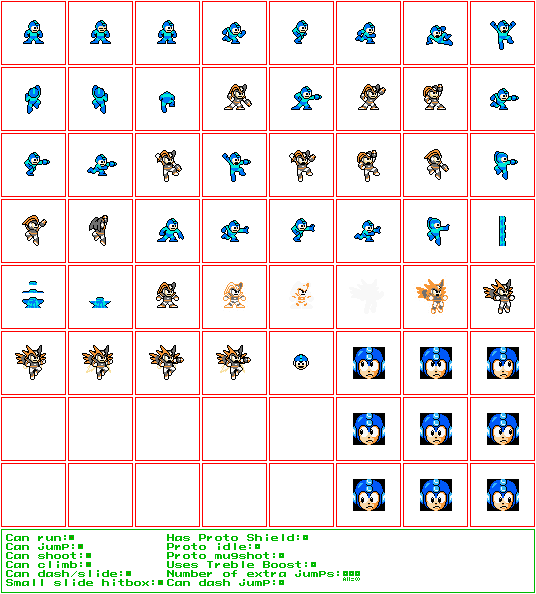 Can run:
Can jump:
Can shoot:
Can climb:
Can dash/slide:
Small slide hitbox:
Has Proto Shield:
Proto idle:
Proto mugshot:
Uses Treble Boost:
Number of extra jumps:
Can dash jump: